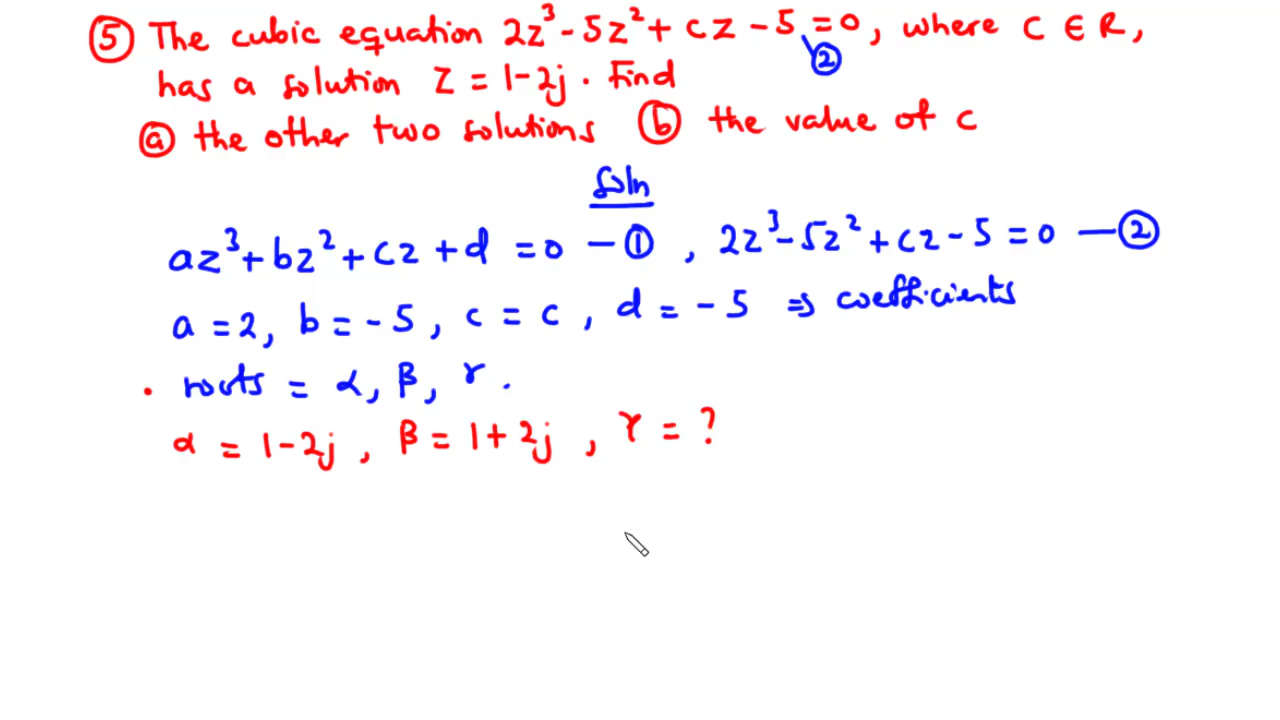 ⑤ The cubic equation 2z³ - 5z² + cz - 5 = 0, where c ∈ R,
②
has a solution z = 1 - 2j. Find
ⓐ the other two solutions ⓑ the value of c
Soln
az³ + bz² + cz + d = 0 — ①, 2z³ - 5z² + cz - 5 = 0 — ②
a = 2, b = -5, c = c, d = -5 ⇒ coefficients
• roots = α, β, γ.
α = 1 - 2j, β = 1 + 2j, γ = ?